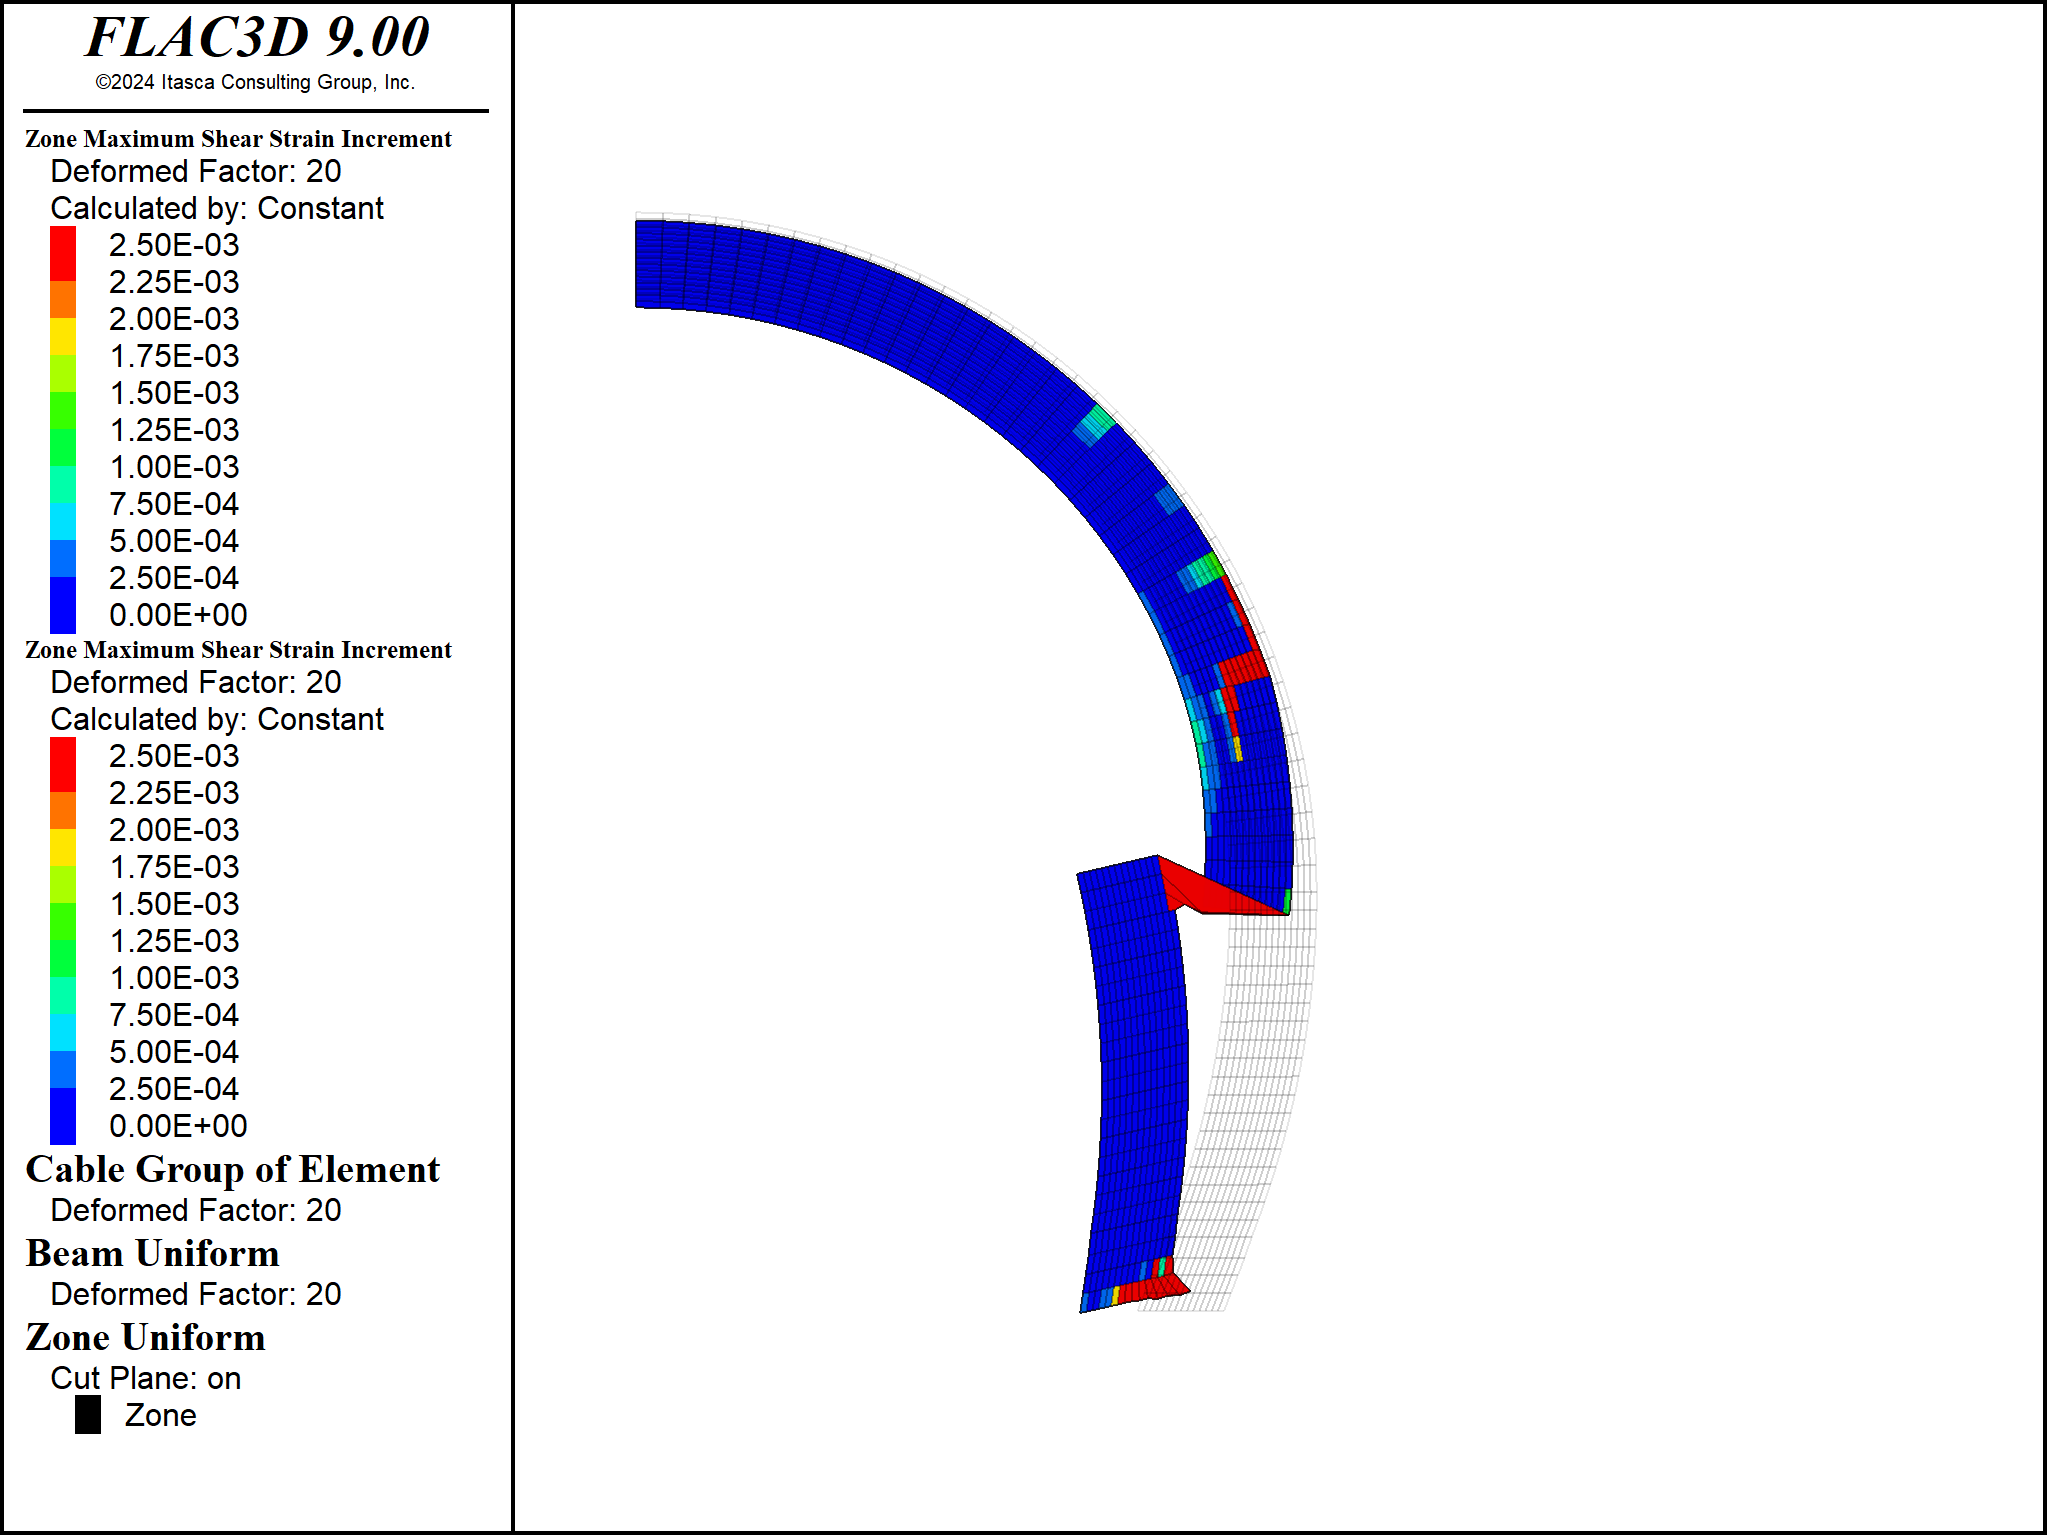 FLAC3D 9.00
©2024 Itasca Consulting Group, Inc.
Zone Maximum Shear Strain Increment
Deformed Factor: 20
Calculated by: Constant
2.50E-03
2.25E-03
2.00E-03
1.75E-03
1.50E-03
1.25E-03
1.00E-03
7.50E-04
5.00E-04
2.50E-04
0.00E+00
Zone Maximum Shear Strain Increment
Deformed Factor: 20
Calculated by: Constant
2.50E-03
2.25E-03
2.00E-03
1.75E-03
1.50E-03
1.25E-03
1.00E-03
7.50E-04
5.00E-04
2.50E-04
0.00E+00
Cable Group of Element
Deformed Factor: 20
Beam Uniform
Deformed Factor: 20
Zone Uniform
Cut Plane: on
Zone